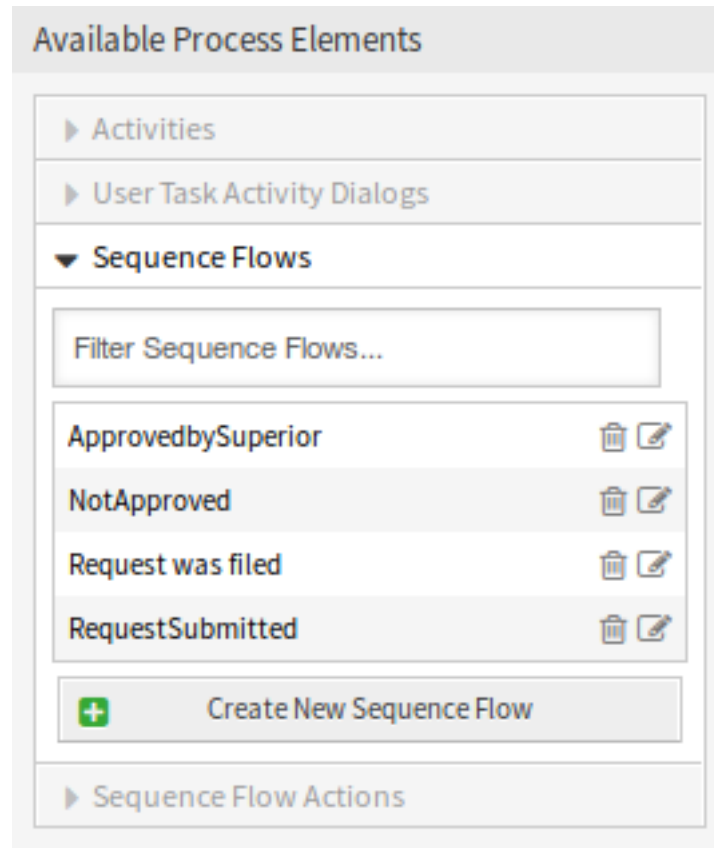 Available Process Elements
Activities
User Task Activity Dialogs
Sequence Flows
Filter Sequence Flows...
ApprovedbySuperior
NotApproved
Request was filed
RequestSubmitted
Create New Sequence Flow
Sequence Flow Actions